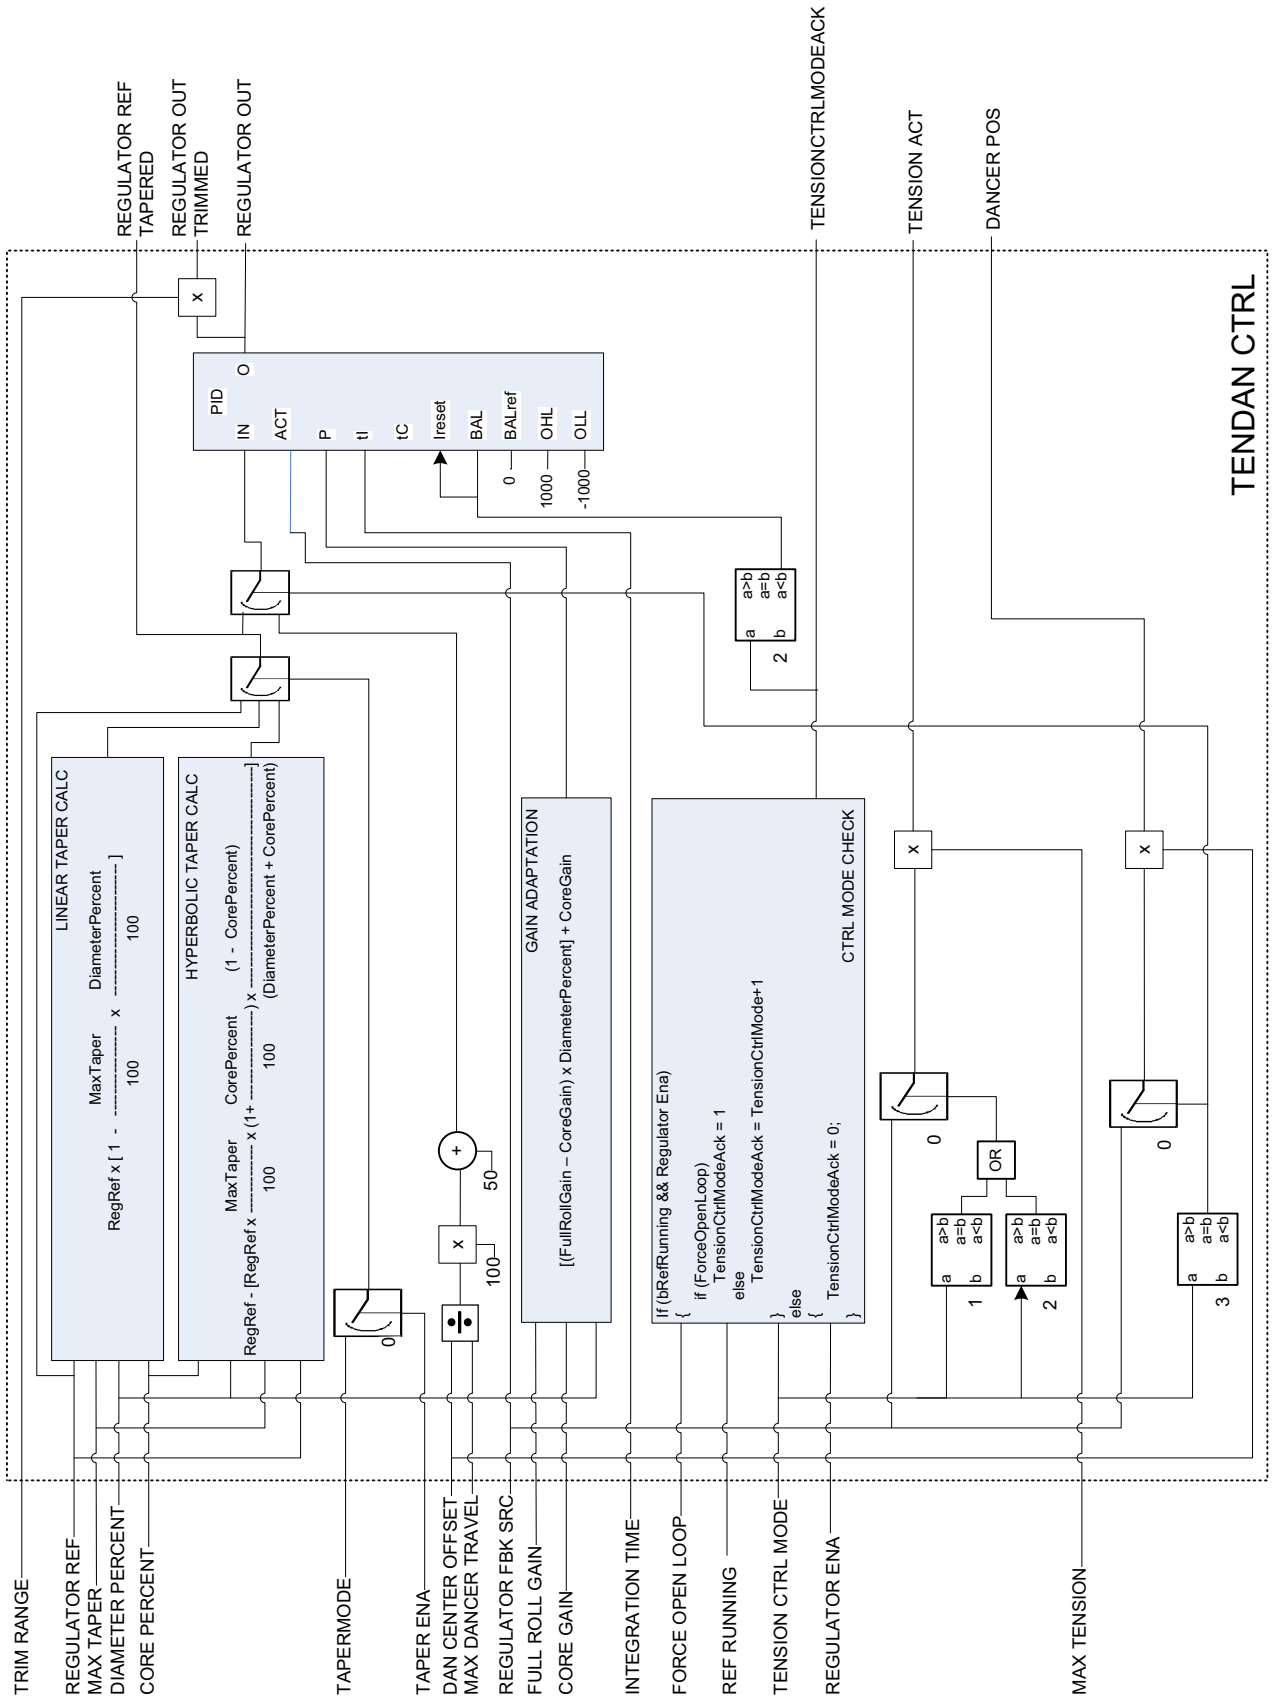 TRIM RANGE
REGULATOR REF
MAX TAPER
DIAMETER PERCENT
CORE PERCENT
TAPERMODE
TAPER ENA
DAN CENTER OFFSET
MAX DANCER TRAVEL
REGULATOR FBK SRC
FULL ROLL GAIN
CORE GAIN
INTEGRATION TIME
FORCE OPEN LOOP
REF RUNNING
TENSION CTRL MODE
REGULATOR ENA
MAX TENSION
LINEAR TAPER CALC
MaxTaper DiameterPercent
RegRef x [ 1 - ------------ x -------------------- ]
100 100
HYPERBOLIC TAPER CALC
MaxTaper CorePercent (1 - CorePercent)
RegRef - [RegRef x ---------- x (1+ --------------) x ------------------------------------]
100 100 (DiameterPercent + CorePercent)
0
100
x
50
+
GAIN ADAPTATION
[(FullRollGain – CoreGain) x DiameterPercent] + CoreGain
If (bRefRunning && Regulator Ena)
{
if (ForceOpenLoop)
TensionCtrlModeAck = 1
else
TensionCtrlModeAck = TensionCtrlMode+1
}
else
{
TensionCtrlModeAck = 0;
}
CTRL MODE CHECK
a a>b
a=b
b a<b
1
a a>b
a=b
b a<b
2
OR
0
x
a a>b
a=b
b a<b
3
0
x
a a>b
a=b
b a<b
2
PID
IN O
ACT
P
tI
tC
Ireset
BAL
0 BALref
1000 OHL
-1000 OLL
x
REGULATOR REF
TAPERED
REGULATOR OUT
TRIMMED
REGULATOR OUT
TENSIONCTRLMODEACK
TENSION ACT
DANCER POS
TENDAN CTRL